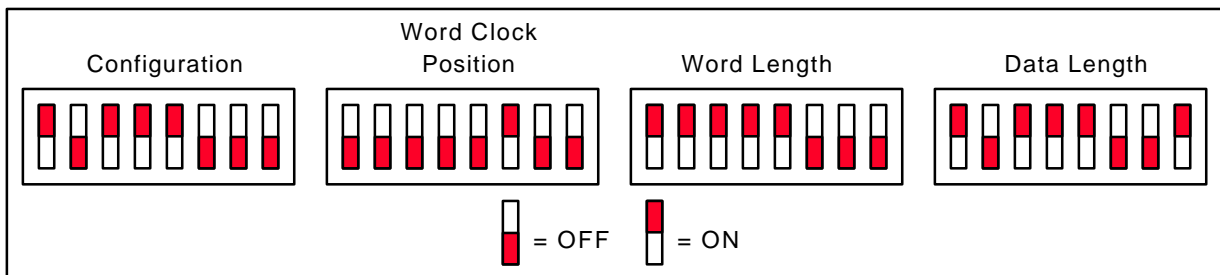 Configuration
Word Clock
Position
Word Length
Data Length
= OFF
= ON